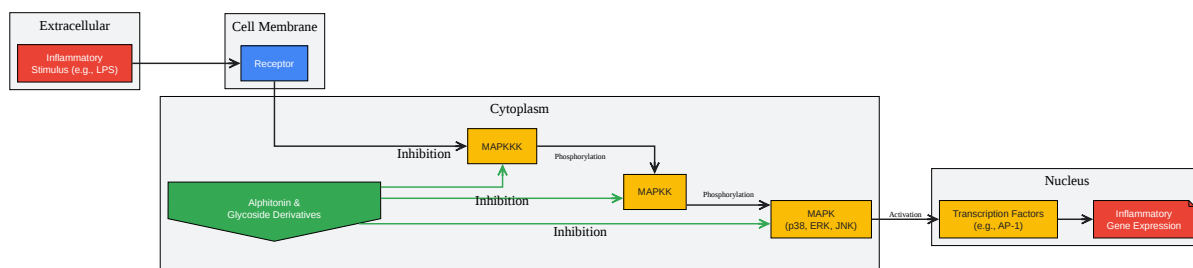 Extracellular
Inflammatory
Stimulus (e.g., LPS)
Cell Membrane
Receptor
Cytoplasm
MAPKKK
Inhibition
Phosphorylation
MAPKK
Phosphorylation
Alphitonin &
Glycoside Derivatives
Inhibition
Inhibition
MAPK
(p38, ERK, JNK)
Activation
Nucleus
Transcription Factors
(e.g., AP-1)
Inflammatory
Gene Expression